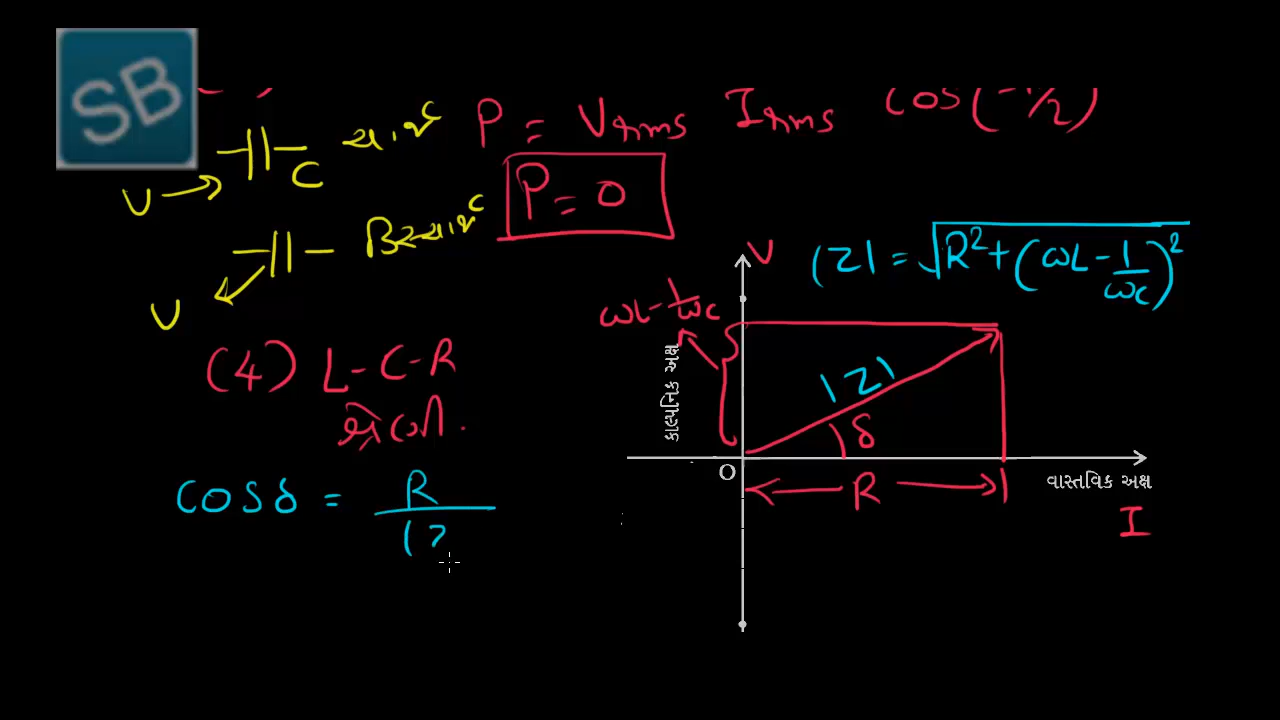 SB
P = Vrms Irms cos(-π/2)
C
V →
P = 0
V
V
|Z| = √R² + (ωL - 1/ωC)²
ωL - 1/ωC
(4) L-C-R
શ્રેણી.
|Z|
δ
કાલ્પનિક અક્ષ
O
R
વાસ્તવિક અક્ષ
I
cos δ = R
|Z